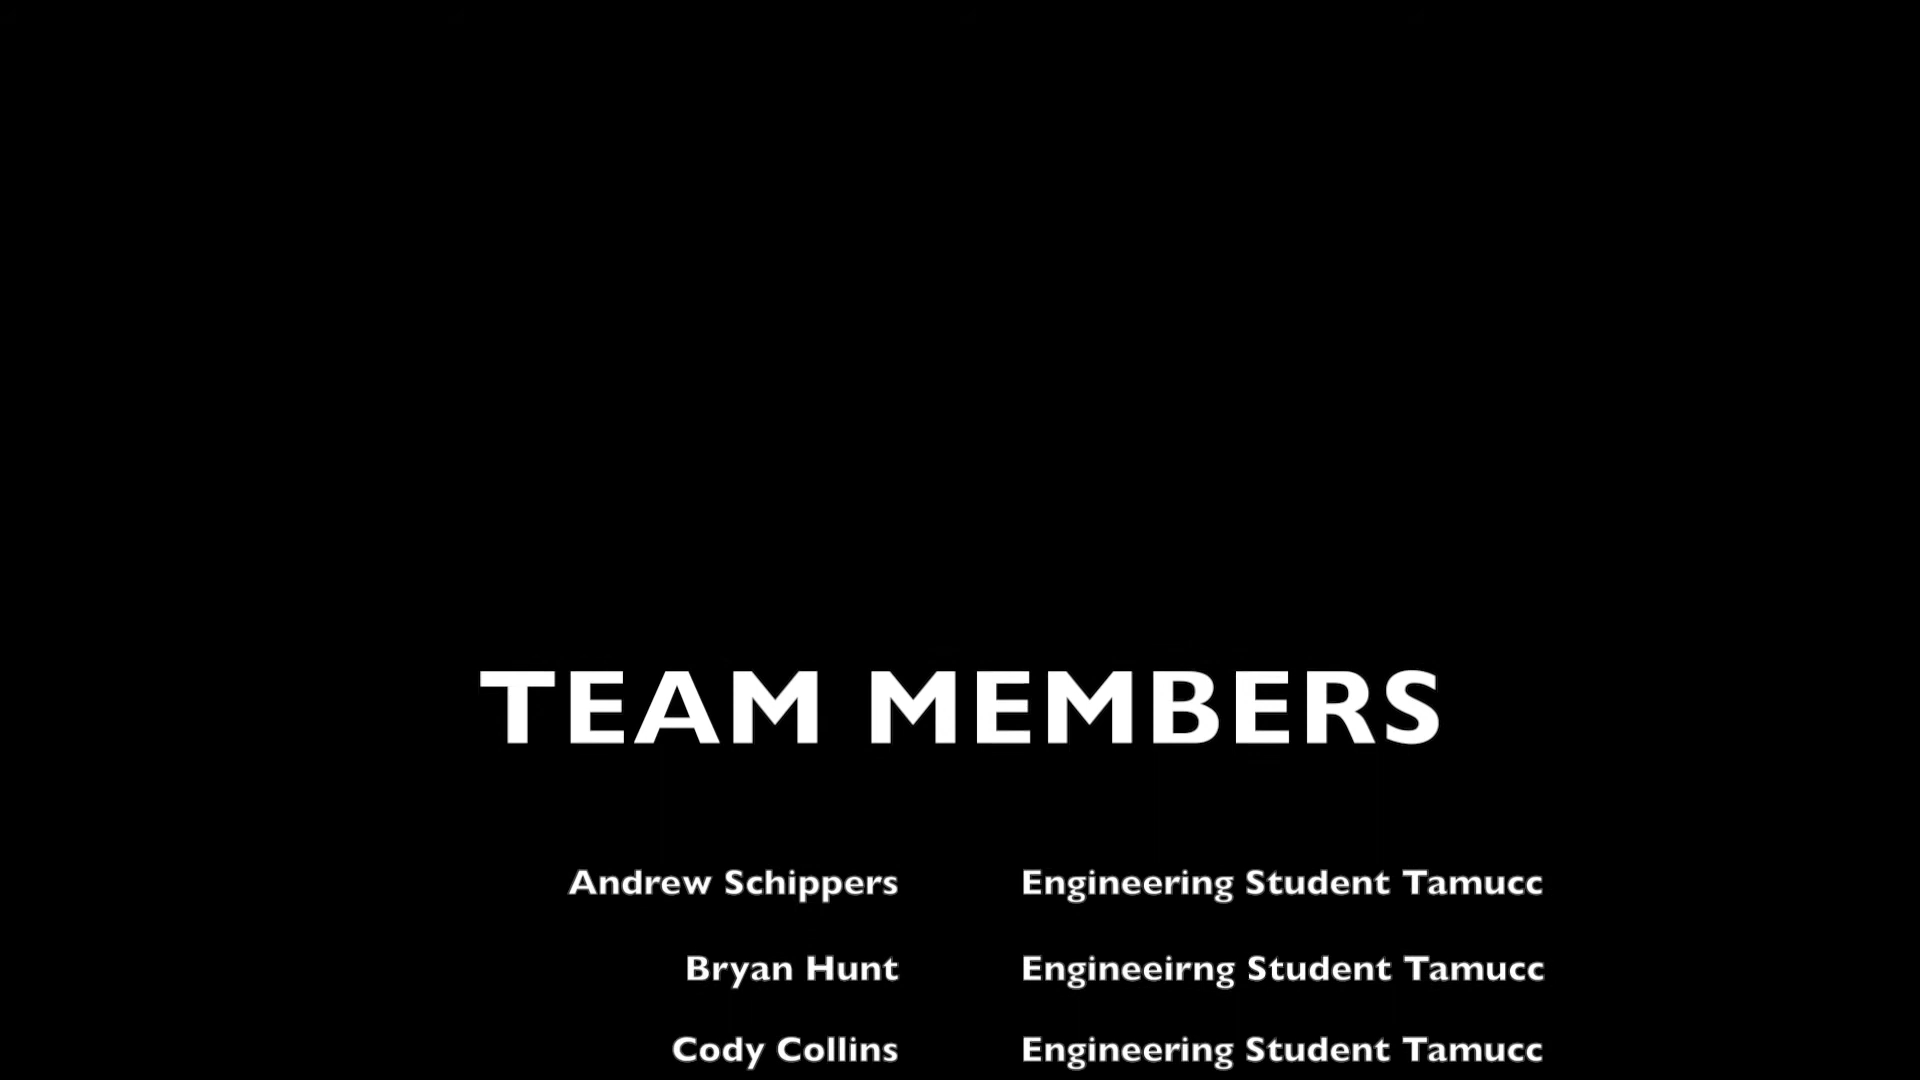 TEAM MEMBERS
Andrew Schippers Engineering Student Tamucc
Bryan Hunt Engineeirng Student Tamucc
Cody Collins Engineering Student Tamucc